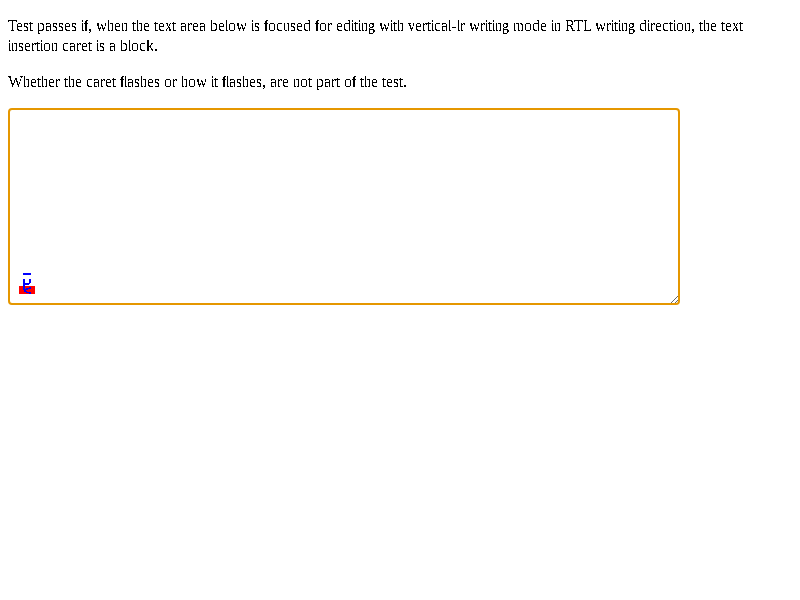 Test passes if, when the text area below is focused for editing with vertical-lr writing mode in RTL writing direction, the text
insertion caret is a block.
Whether the caret flashes or how it flashes, are not part of the test.